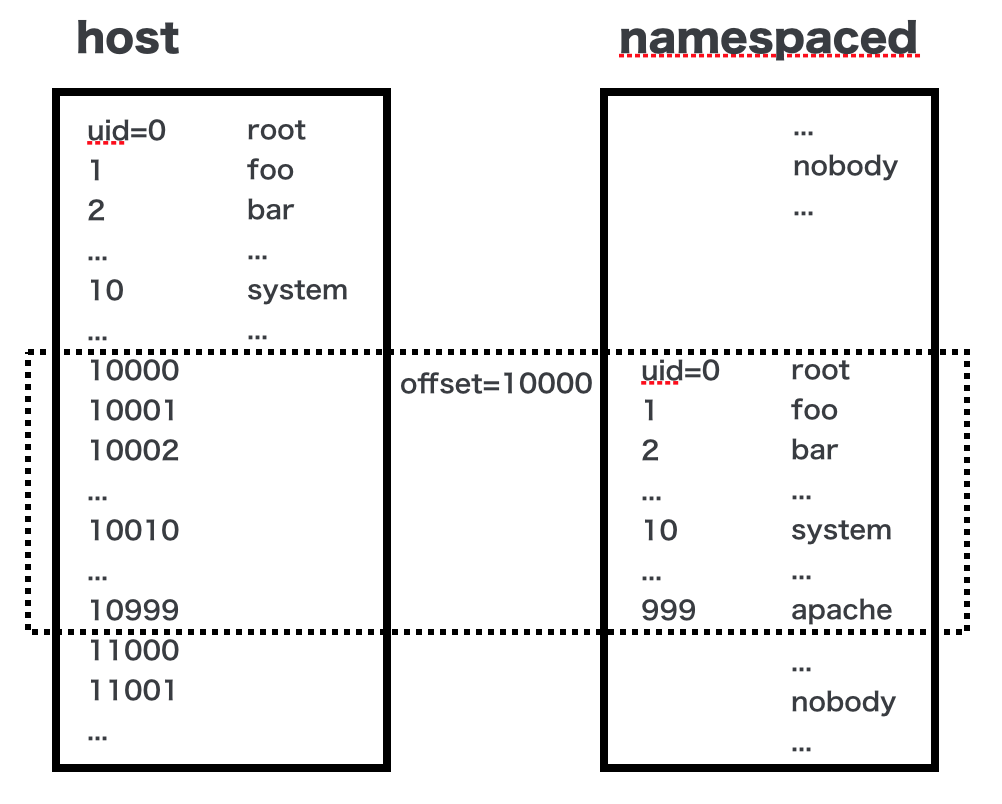 host
uid=0 root
1 foo
2 bar
... ...
10 system
... ...
10000
10001
10002
...
10010
...
10999
11000
11001
...
offset=10000
namespaced
...
nobody
...
uid=0 root
1 foo
2 bar
... ...
10 system
... ...
999 apache
...
nobody
...